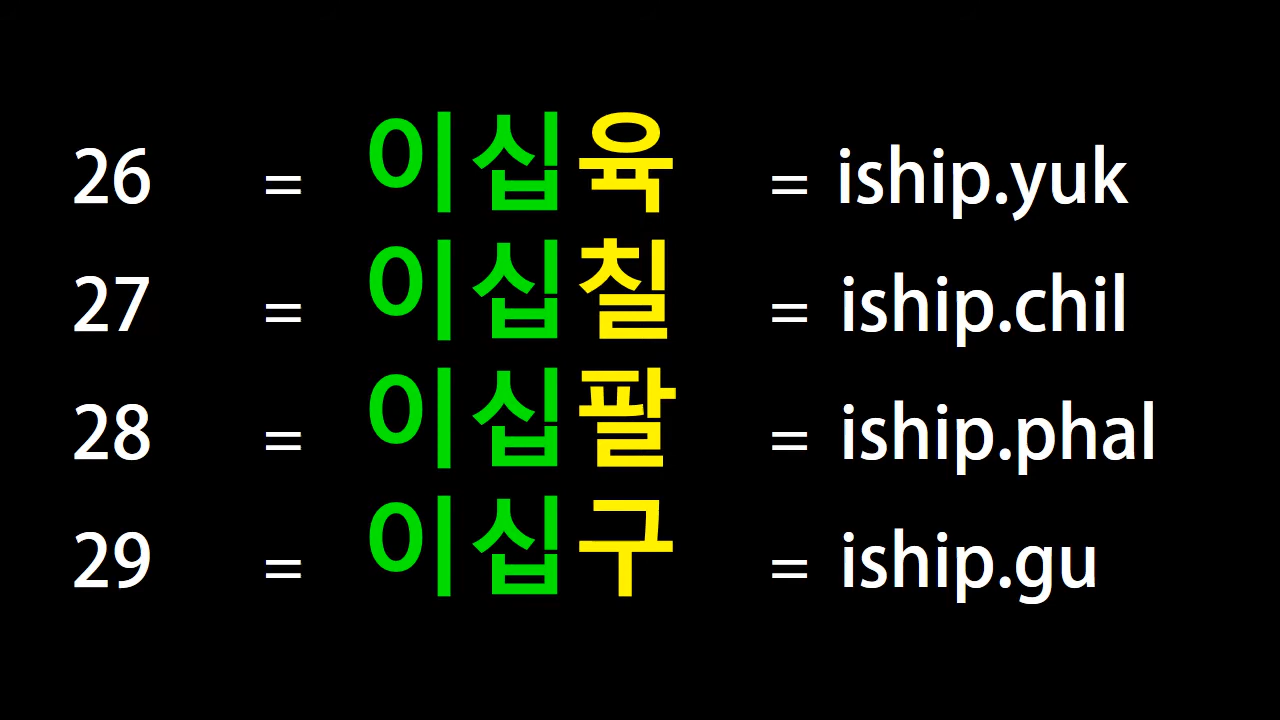 26 = 이십육 = iship.yuk
27 = 이십칠 = iship.chil
28 = 이십팔 = iship.phal
29 = 이십구 = iship.gu